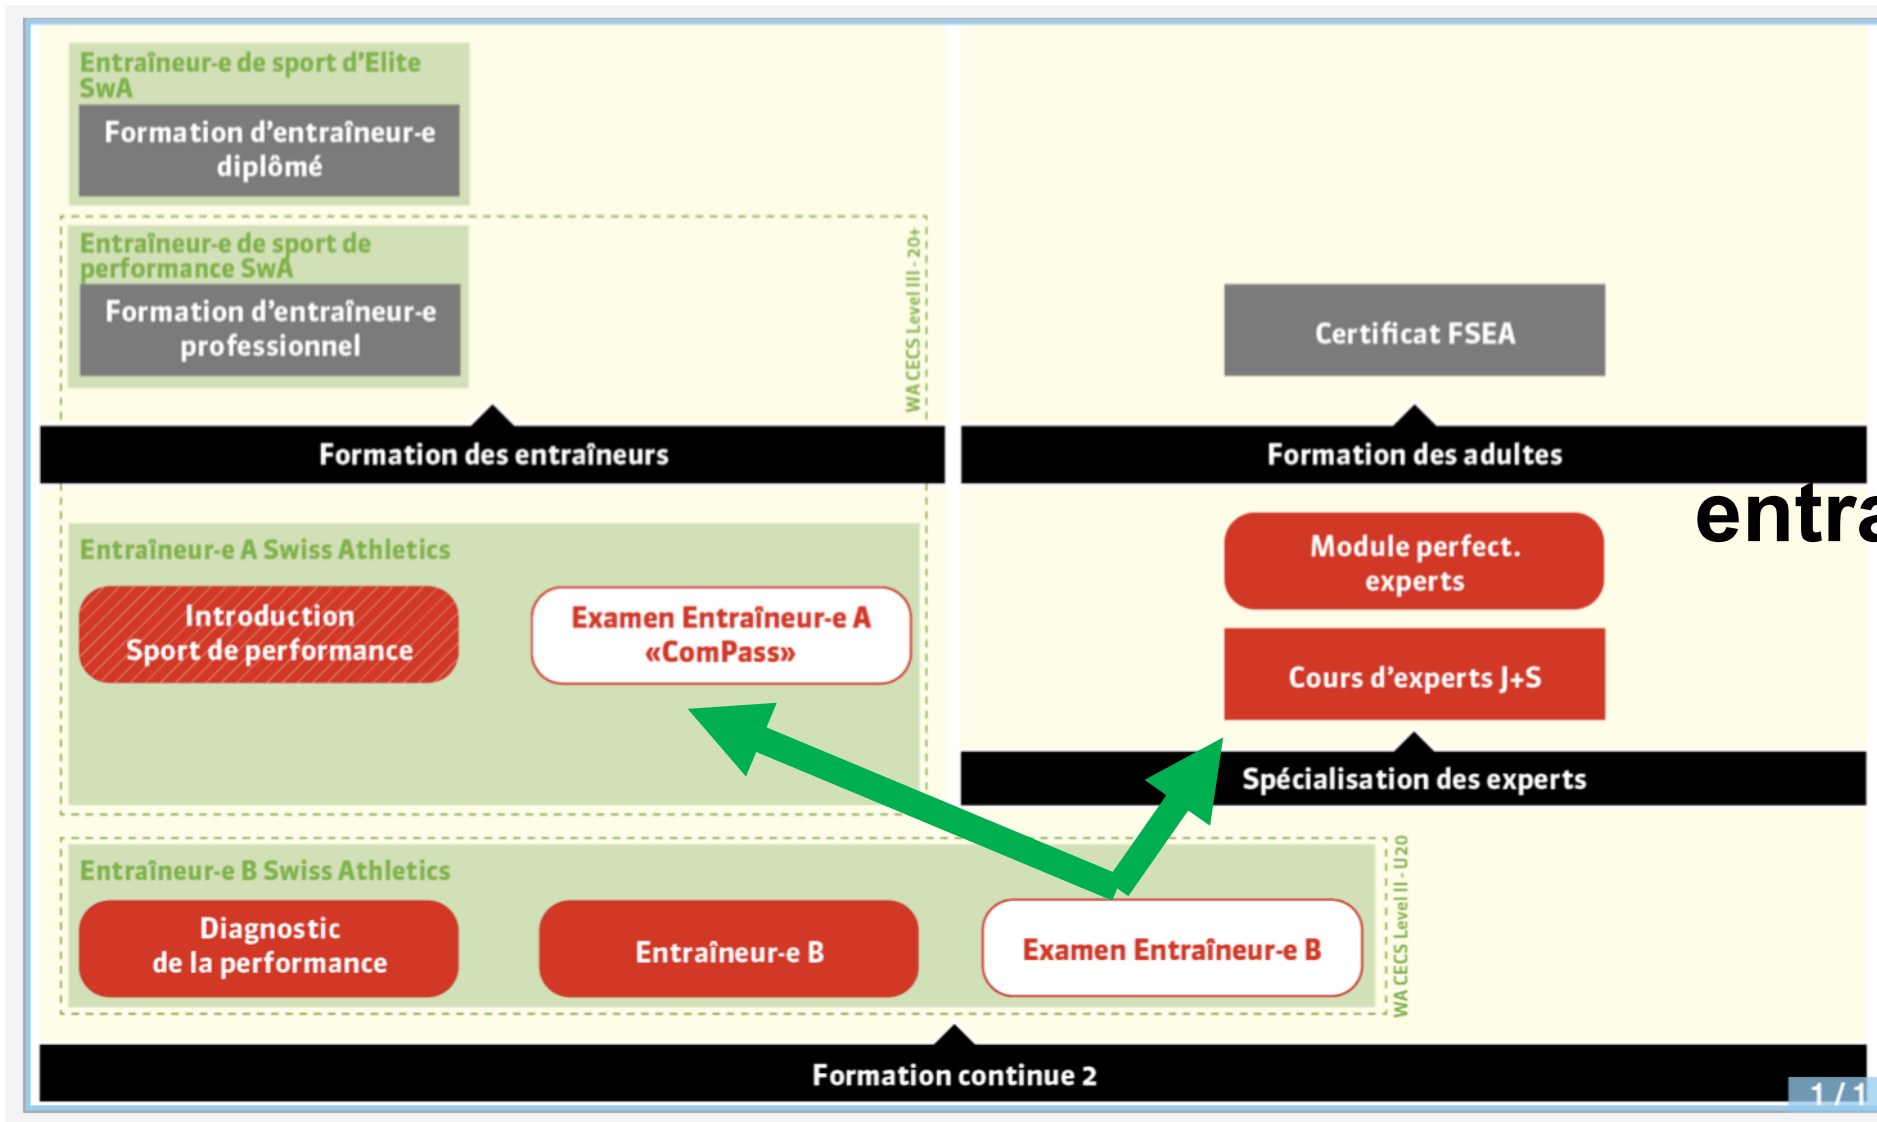 Entraîneur-e de sport d'Elite
SwA
Formation d'entraîneur-e
diplômé
Entraîneur-e de sport de
performance SwA
Formation d'entraîneur-e
professionnel
WA CECS Level III - 20+
Certificat FSEA
Formation des entraîneurs
Formation des adultes
entra
Entraîneur-e A Swiss Athletics
Introduction
Sport de performance
Examen Entraîneur-e A
«ComPass»
Module perfect.
experts
Cours d'experts J+S
Spécialisation des experts
Entraîneur-e B Swiss Athletics
Diagnostic
de la performance
Entraîneur-e B
Examen Entraîneur-e B
WA CECS Level II - U20
Formation continue 2
1 / 1